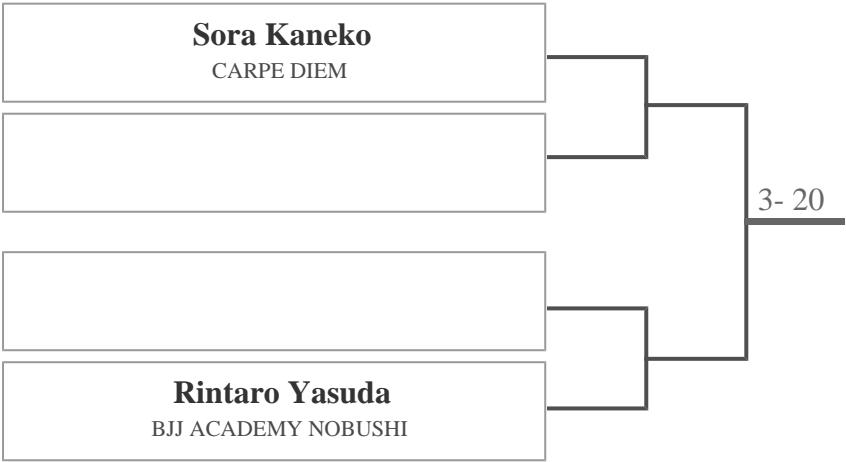 Sora Kaneko
CARPE DIEM
3- 20
Rintaro Yasuda
BJJ ACADEMY NOBUSHI